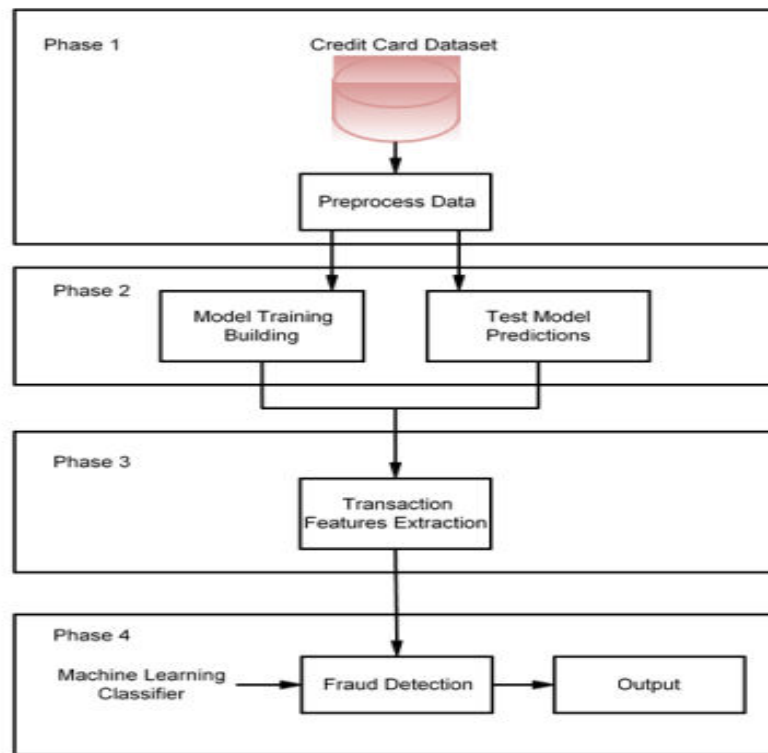 Phase 1
Credit Card Dataset
Preprocess Data
Phase 2
Model Training
Building
Test Model
Predictions
Phase 3
Transaction
Features Extraction
Phase 4
Machine Learning
Classifier
Fraud Detection
Output